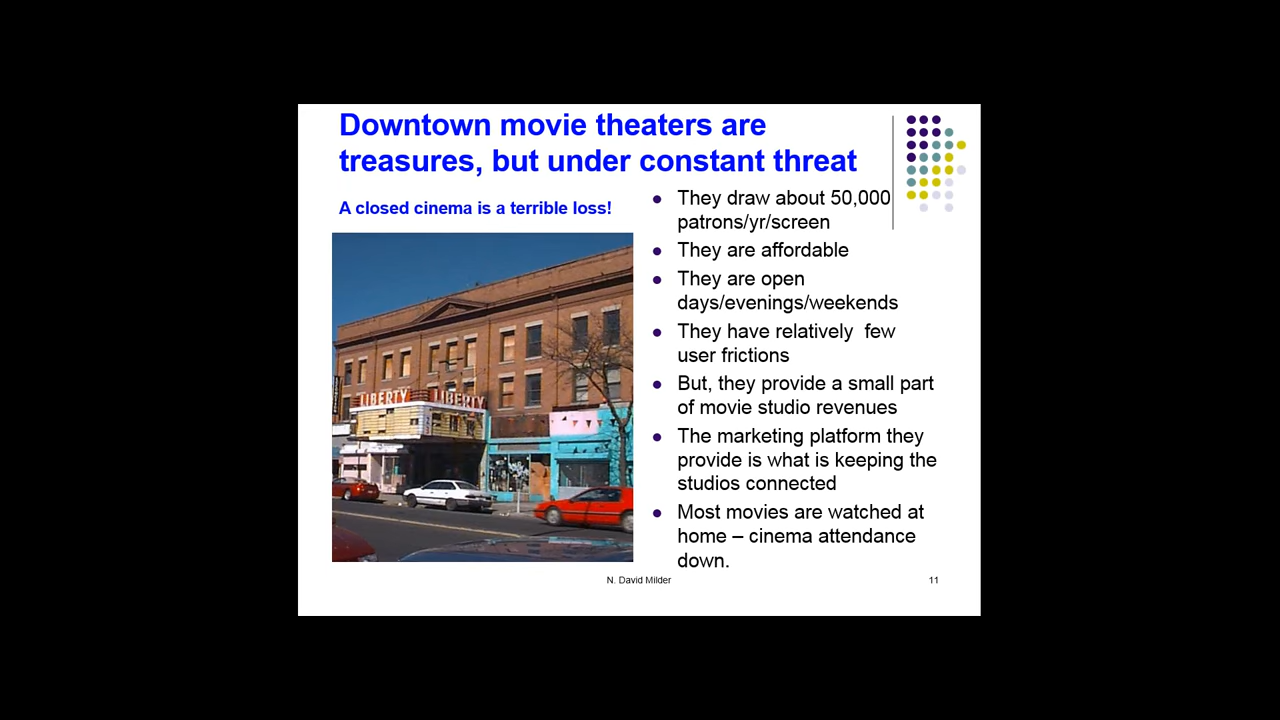 Downtown movie theaters are
treasures, but under constant threat
A closed cinema is a terrible loss!
LIBERTY LIBERTY
They draw about 50,000
patrons/yr/screen
They are affordable
They are open
days/evenings/weekends
They have relatively few
user frictions
But, they provide a small part
of movie studio revenues
The marketing platform they
provide is what is keeping the
studios connected
Most movies are watched at
home – cinema attendance
down.
N. David Milder
11